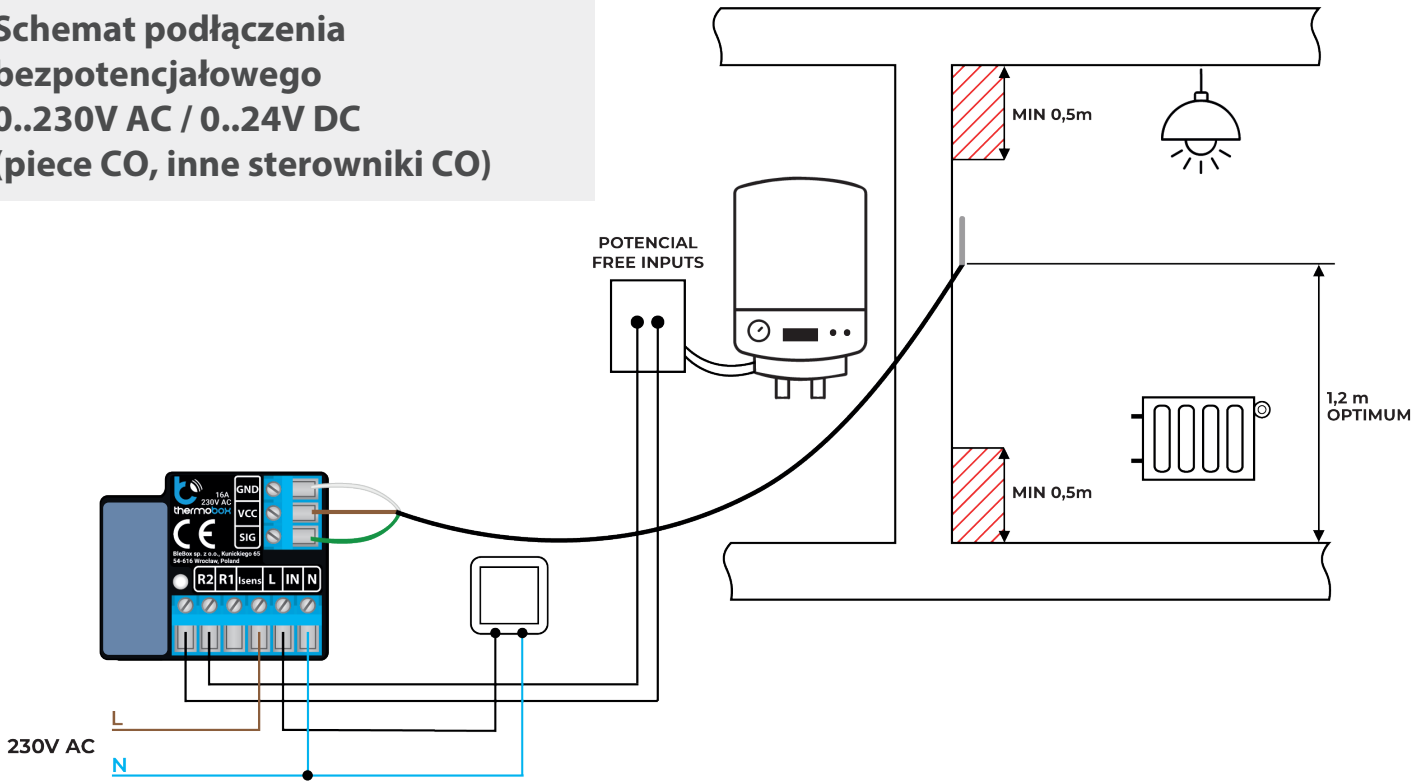 Schemat podłączenia
bezpotencjałowego
0..230V AC / 0..24V DC
(piece CO, inne sterowniki CO)
MIN 0,5m
POTENCIAL
FREE INPUTS
1,2 m
OPTIMUM
MIN 0,5m
16A
230V AC
thermobox
GND
VCC
SIG
CE
BleBox sp. z o.o., Kunickiego 65
54-616 Wrocław, Poland
R2 R1 Isens L IN N
L
230V AC
N